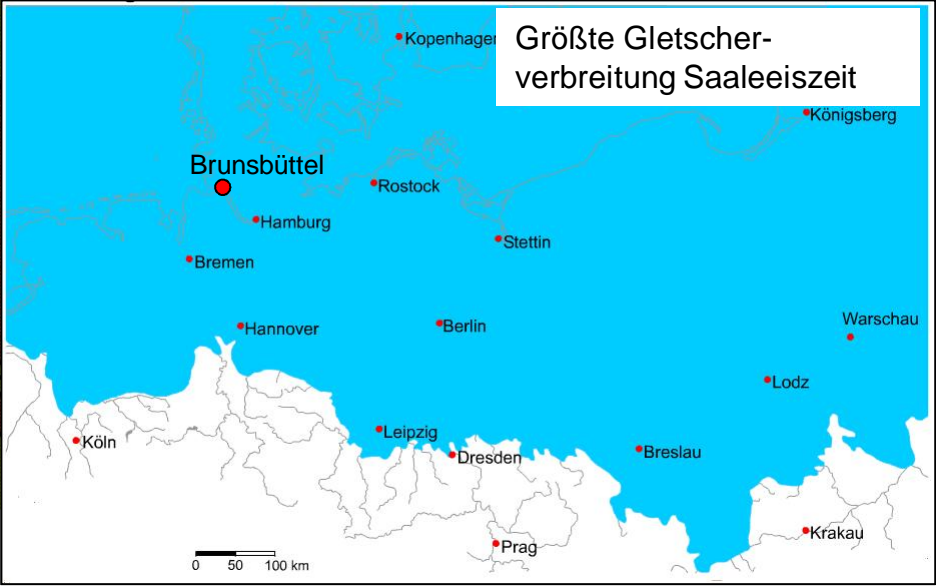 Größte Gletscher-
verbreitung Saaleeiszeit
Kopenhagen
Königsberg
Brunsbüttel
Rostock
Hamburg
Stettin
Bremen
Hannover
Berlin
Warschau
Lodz
Köln
Leipzig
Dresden
Breslau
Krakau
Prag
0 50 100 km